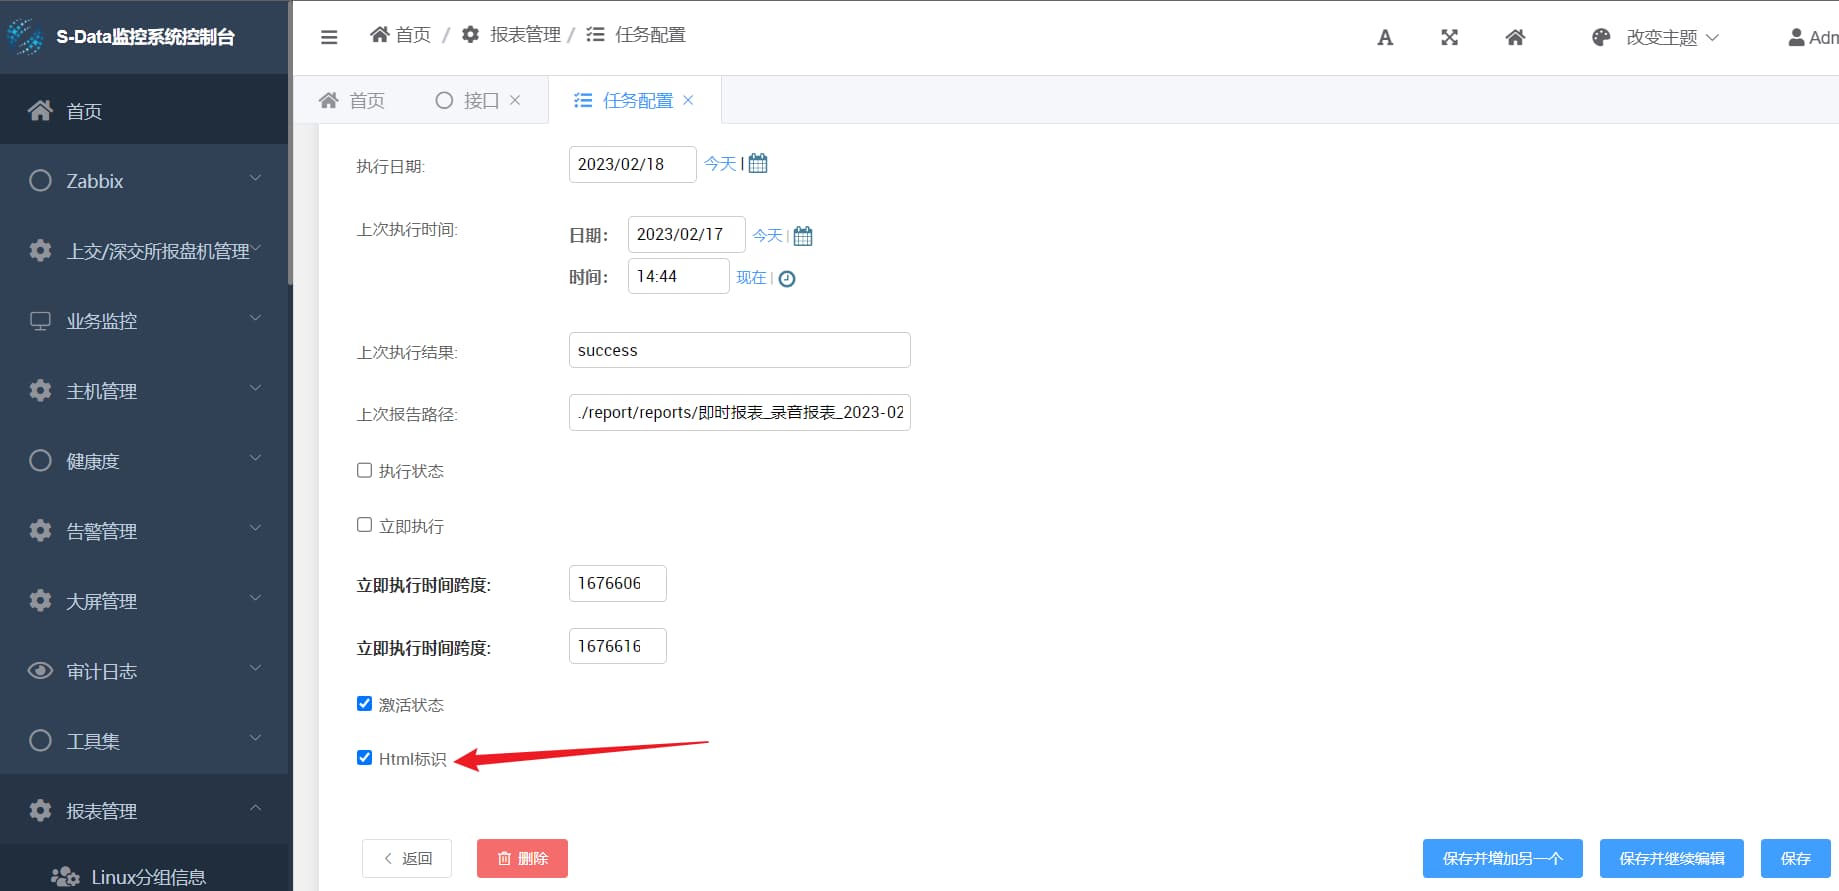 S-Data监控系统控制台
首页 / 报表管理 / 任务配置
改变主题
首页
接口
任务配置
首页
Zabbix
上交/深交所报盘机管理
业务监控
主机管理
健康度
告警管理
大屏管理
审计日志
工具集
报表管理
Linux分组信息
执行日期: 2023/02/18 今天 |
上次执行时间: 日期: 2023/02/17 今天 |
时间: 14:44 现在 |
上次执行结果: success
上次报告路径: ./report/reports/即时报表_录音报表_2023-02
执行状态
立即执行
立即执行时间跨度: 1676606
立即执行时间跨度: 1676616
激活状态
Html标识
返回 删除 保存并增加另一个 保存并继续编辑 保存